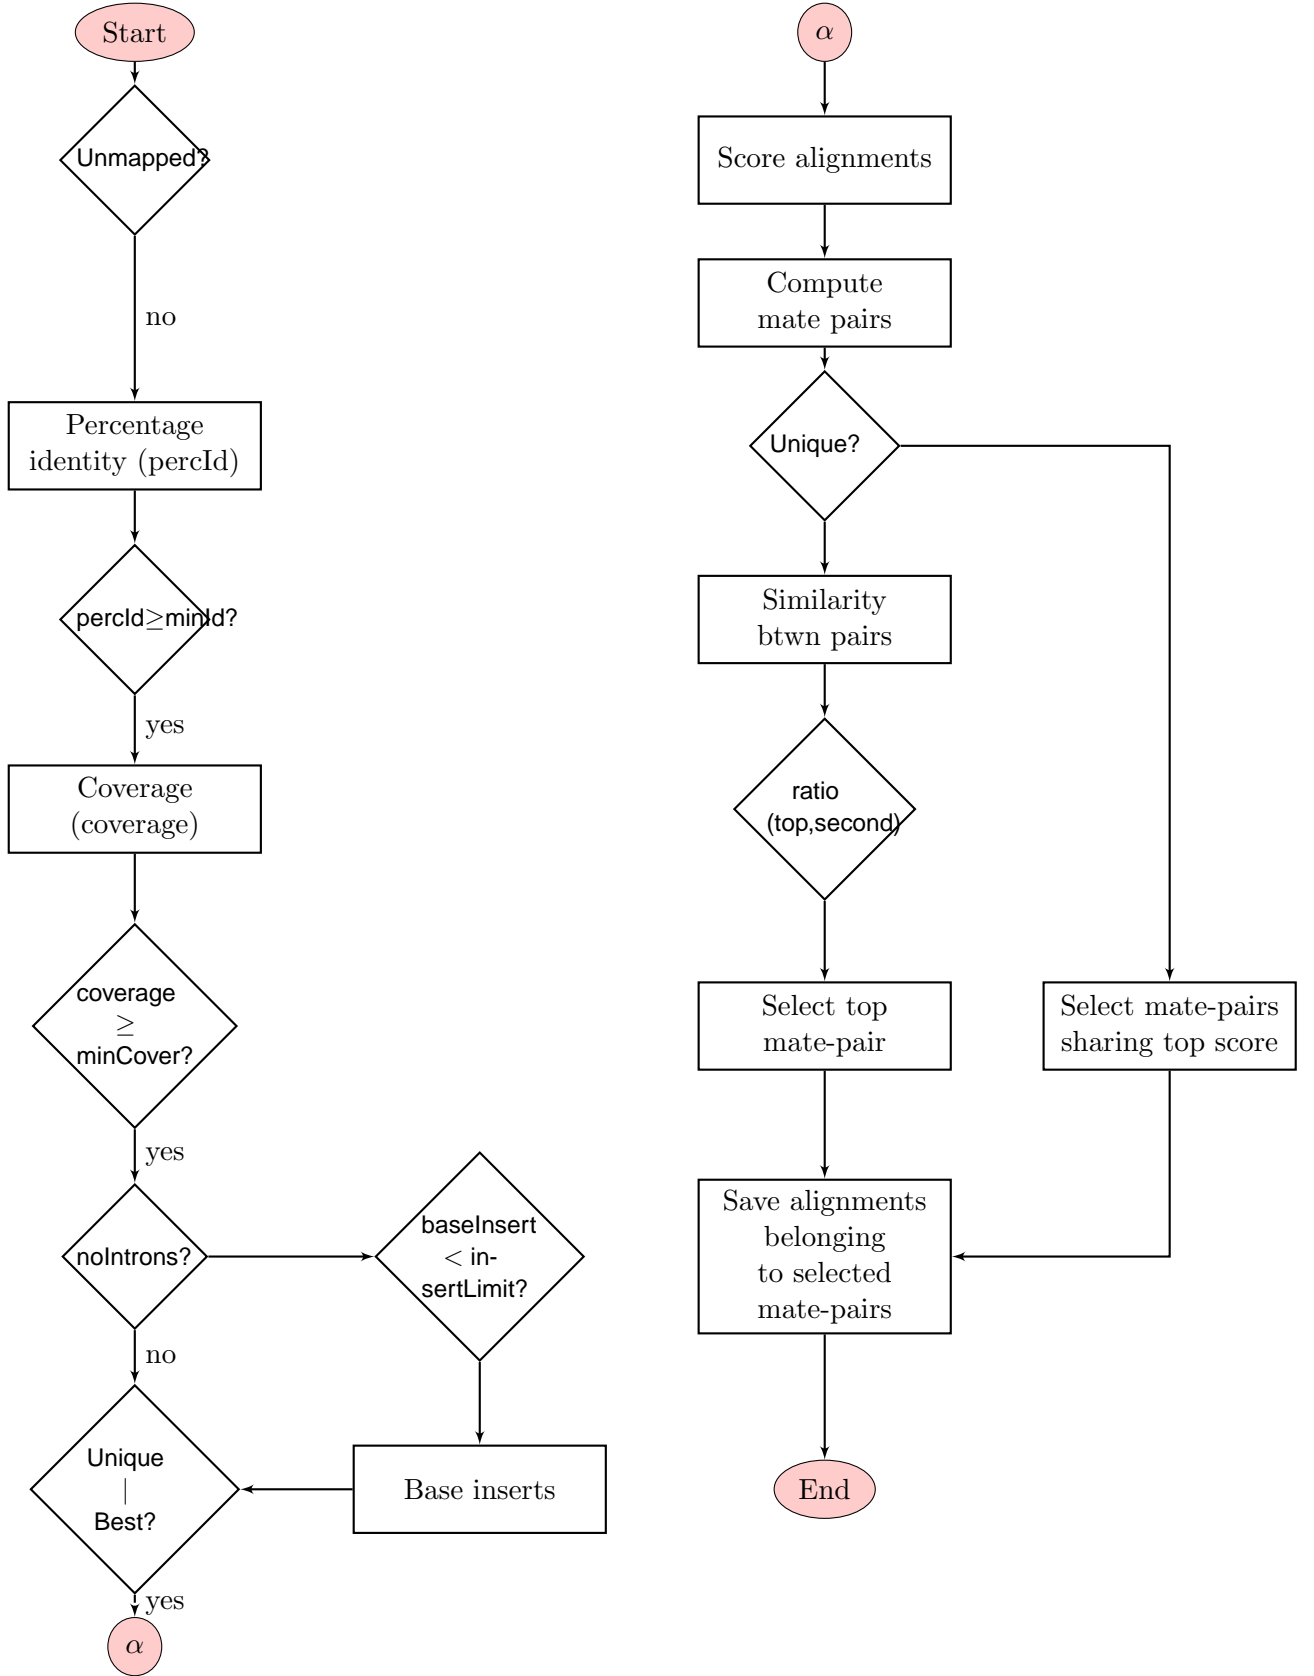 Start
Unmapped?
no
Percentage
identity (percId)
percId≥minId?
yes
Coverage
(coverage)
coverage
≥
minCover?
yes
noIntrons?
baseInsert
< in-
sertLimit?
no
Unique
|
Best?
Base inserts
yes
α
α
Score alignments
Compute
mate pairs
Unique?
Similarity
btwn pairs
ratio
(top,second)
Select top
mate-pair
Select mate-pairs
sharing top score
Save alignments
belonging
to selected
mate-pairs
End